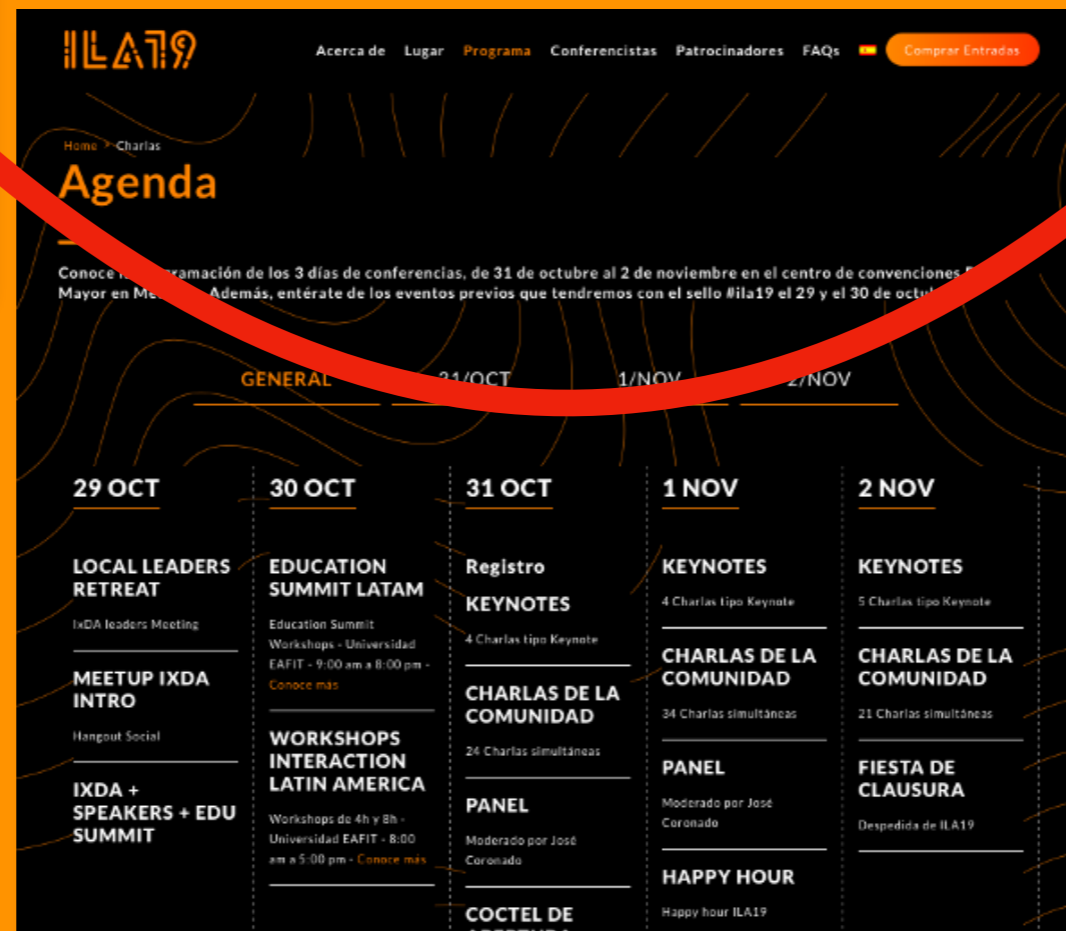 ILA19
Acerca de Lugar Programa Conferencistas Patrocinadores FAQs Comprar Entradas
Home > Charlas
Agenda
Conoce de los 3 días de conferencias, de 31 de octubre al 2 de noviembre en el centro de convenciones
Mayor en Además, entérate de los eventos previos que tendremos con el sello #ila19 el 29 y el 30 de
GENERAL 31/OCT 1/NOV 2/NOV
29 OCT
LOCAL LEADERS
RETREAT
IxDA leaders Meeting
MEETUP IXDA
INTRO
Hangout Social
IXDA +
SPEAKERS + EDU
SUMMIT
30 OCT
EDUCATION
SUMMIT LATAM
Education Summit
Workshops - Universidad
EAFIT - 9:00 am a 8:00 pm -
Conoce más
WORKSHOPS
INTERACTION
LATIN AMERICA
Workshops de 4h y 8h -
Universidad EAFIT - 8:00
am a 5:00 pm - Conoce más
31 OCT
Registro
KEYNOTES
4 Charlas tipo Keynote
CHARLAS DE LA
COMUNIDAD
24 Charlas simultáneas
PANEL
Moderado por José
Coronado
COCTEL DE
1 NOV
KEYNOTES
4 Charlas tipo Keynote
CHARLAS DE LA
COMUNIDAD
34 Charlas simultáneas
PANEL
Moderado por José
Coronado
HAPPY HOUR
Happy hour ILA19
2 NOV
KEYNOTES
5 Charlas tipo Keynote
CHARLAS DE LA
COMUNIDAD
21 Charlas simultáneas
FIESTA DE
CLAUSURA
Despedida de ILA19